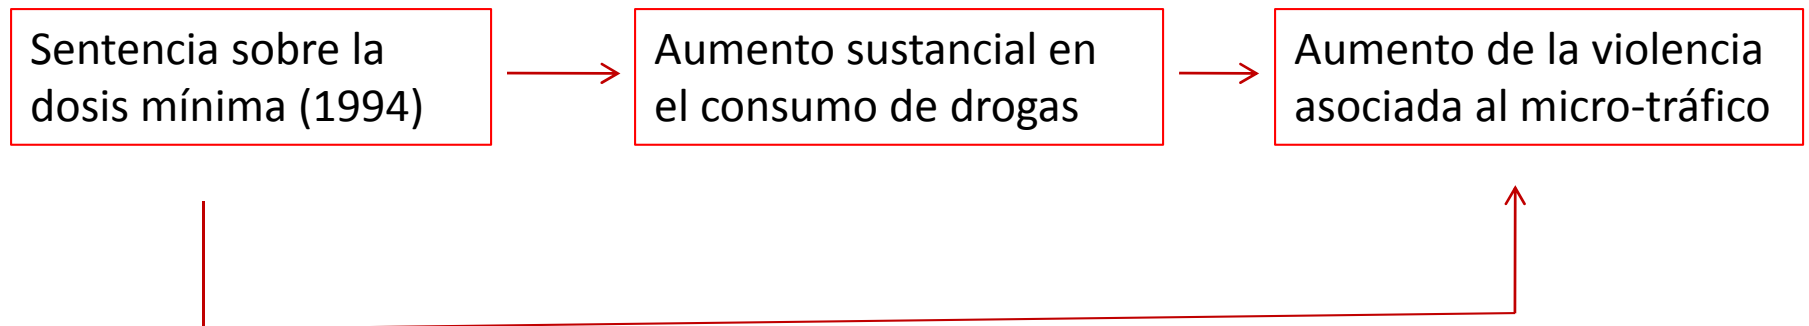 Sentencia sobre la
dosis mínima (1994)
Aumento sustancial en
el consumo de drogas
Aumento de la violencia
asociada al micro-tráfico